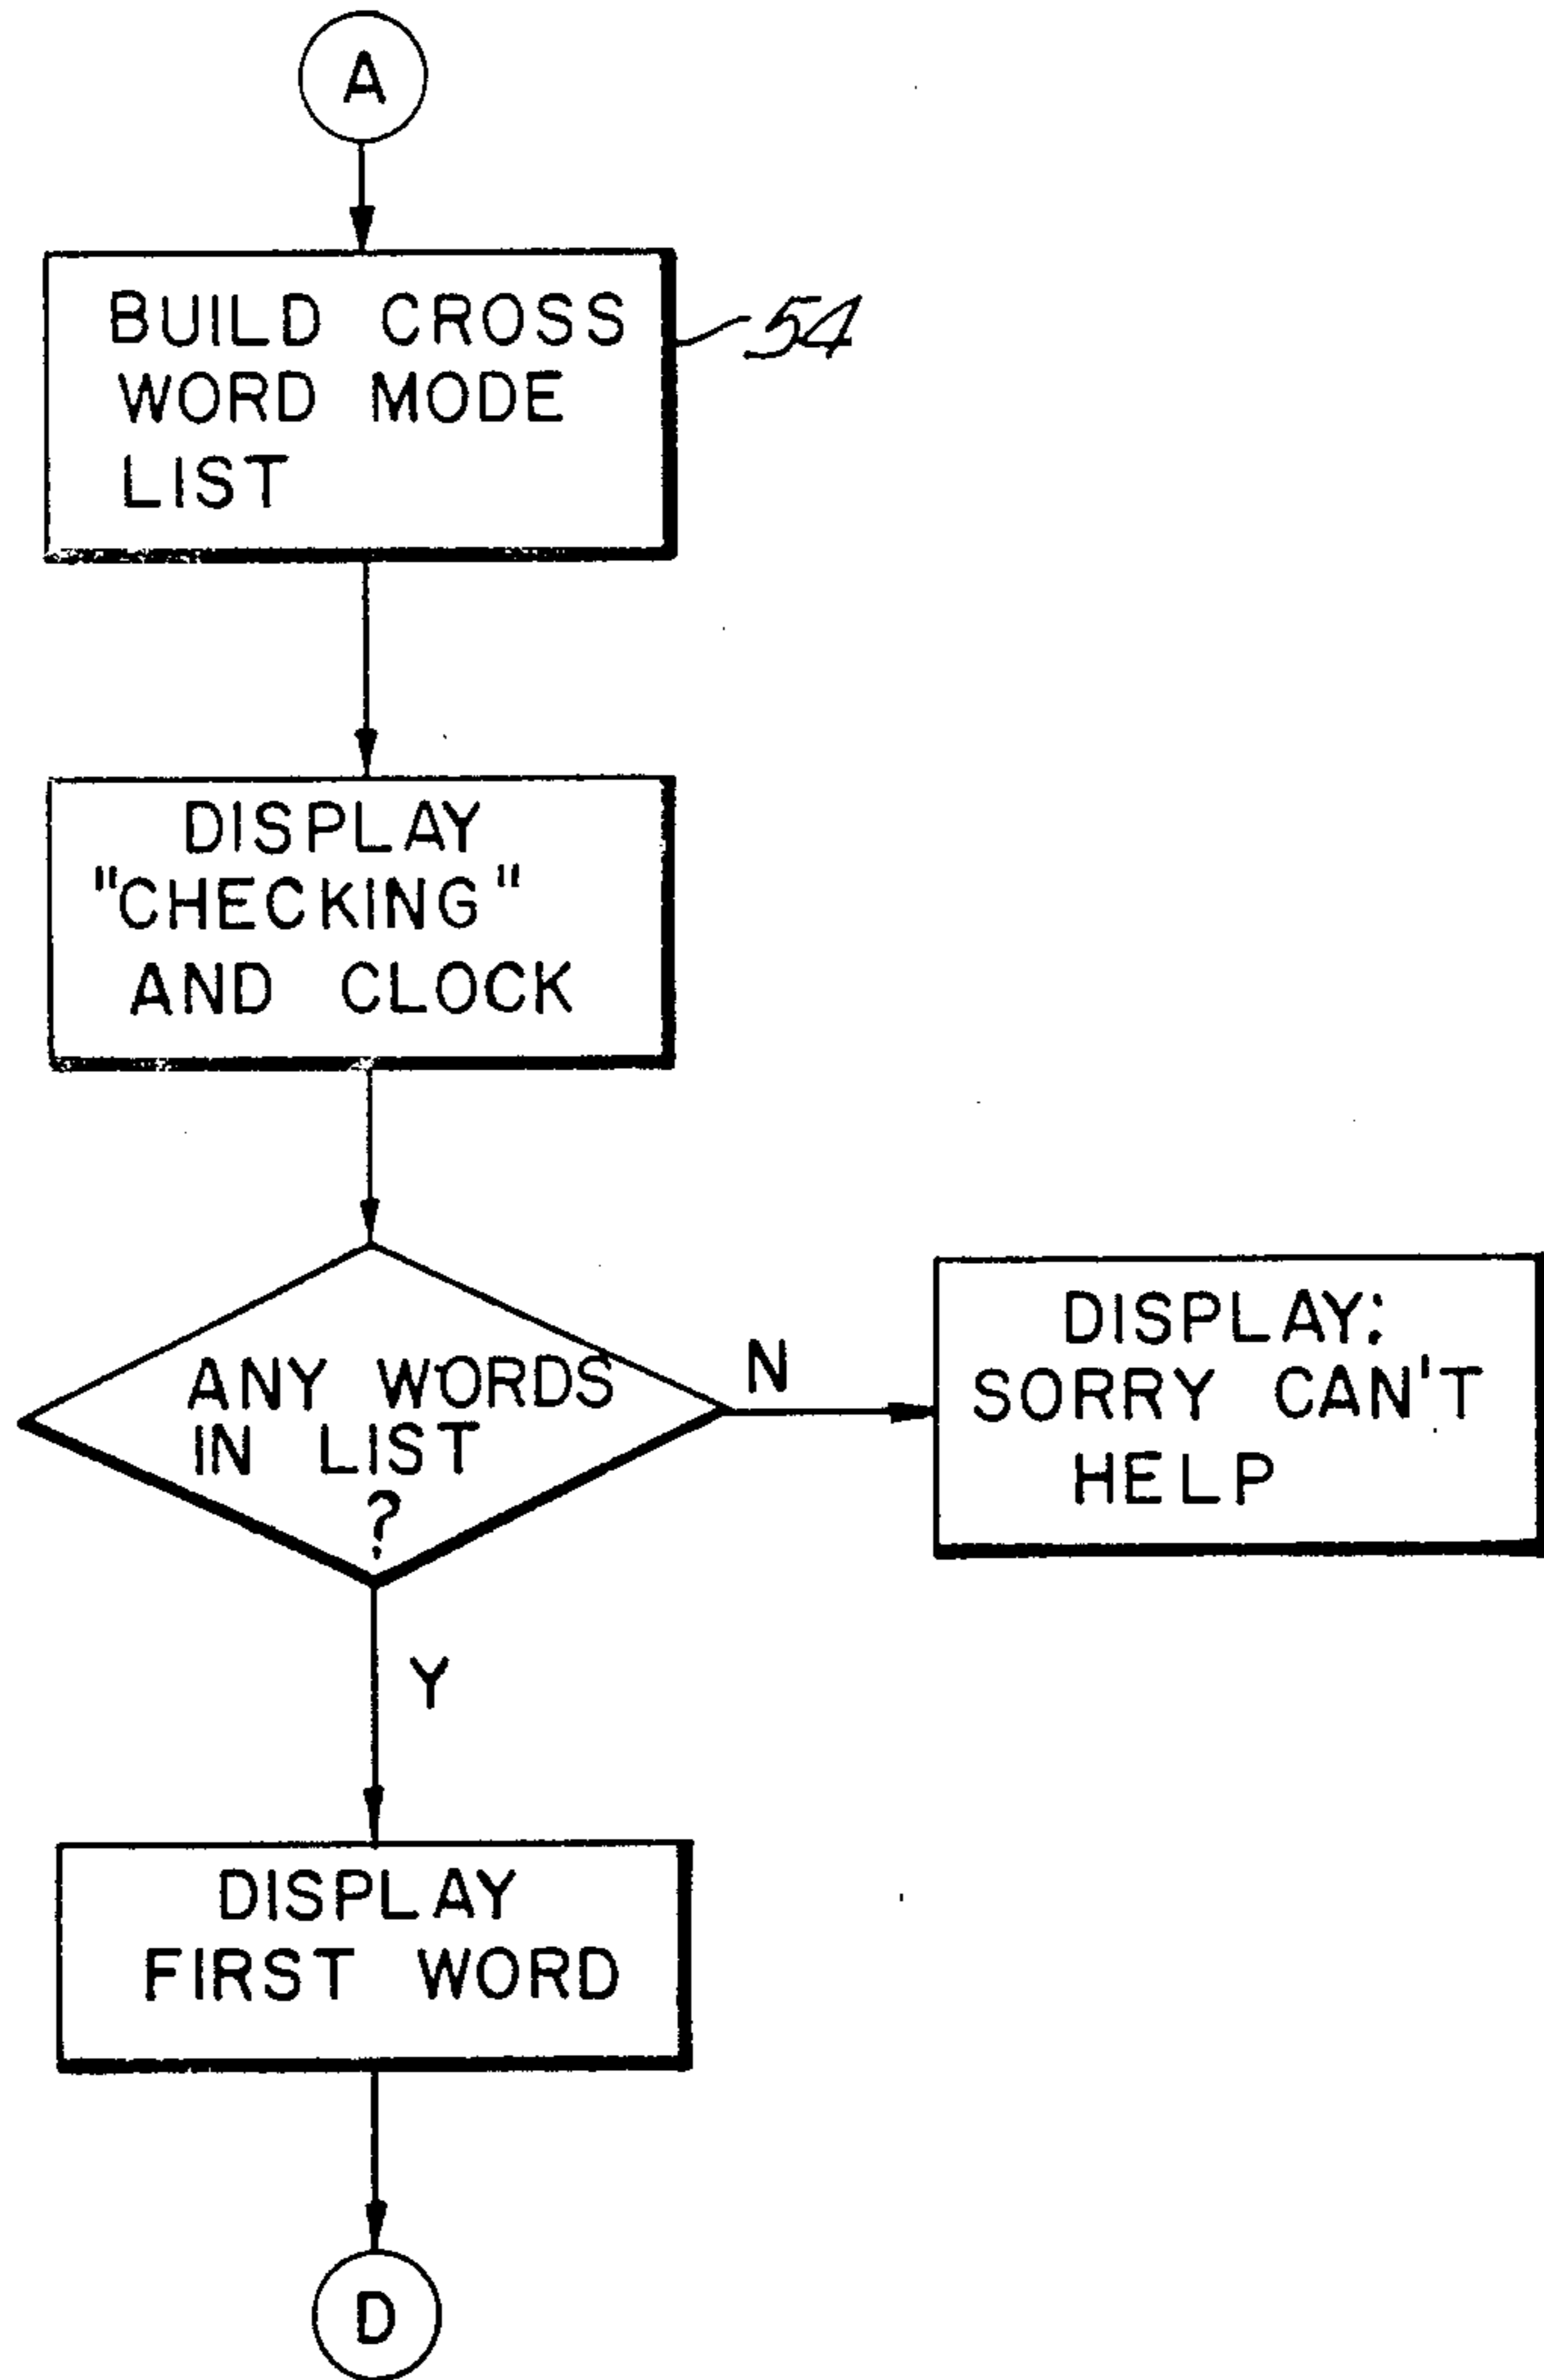 A
BUILD CROSS
WORD MODE
LIST
54
DISPLAY
"CHECKING"
AND CLOCK
ANY WORDS
IN LIST
?
N
DISPLAY:
SORRY CAN'T
HELP
Y
DISPLAY
FIRST WORD
D